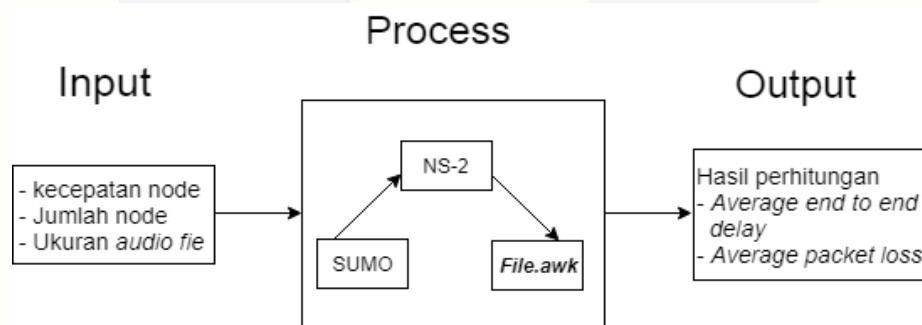 Process
Input
Output
- kecepatan node
- Jumlah node
- Ukuran audio fie
NS-2
SUMO
File.awk
Hasil perhitungan
- Average end to end
delay
- Average packet loss